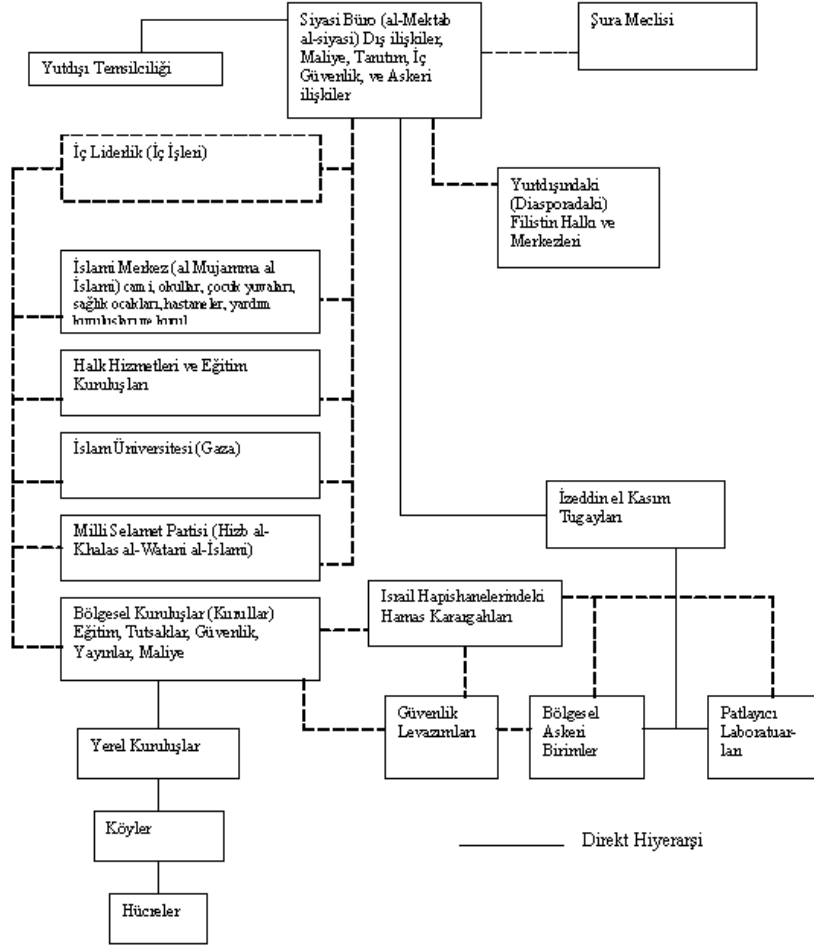 Siyasi Büro (al-Mektab
al-siyasi) Dış ilişkiler,
Maliye, Tanıtım, İç
Güvenlik, ve Askeri
ilişkiler
Şura Meclisi
Yutdışı Temsilciliği
İç Liderlik (İç İşleri)
Yurtdışındaki
(Diasporadaki)
Filistin Halkı ve
Merkezleri
İslami Merkez (al Mujamma al
İslami) cami, okullar, çocuk yuvaları,
sağlık ocakları, hastaneler, yardım
kuruluşları ve kurul
Halk Hizmetleri ve Eğitim
Kuruluşları
İslam Üniversitesi (Gaza)
İzeddin el Kasım
Tugayları
Milli Selamet Partisi (Hizb al-
Khalas al-Watani al-İslami)
Israil Hapishanelerindeki
Hamas Karargahları
Bölgesel Kuruluşlar (Kurullar)
Eğitim, Tutsaklar, Güvenlik,
Yayınlar, Maliye
Güvenlik
Levazımları
Bölgesel
Askeri
Birimler
Patlayıcı
Laboratuar-
ları
Yerel Kuruluşlar
Köyler
Direkt Hiyerarşi
Hücreler